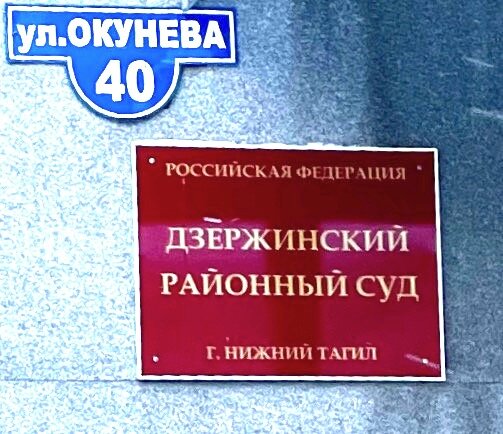 ул.ОКУНЕВА
40
РОССИЙСКАЯ ФЕДЕРАЦИЯ
ДЗЕРЖИНСКИЙ
РАЙОННЫЙ СУД
Г. НИЖНИЙ ТАГИЛ